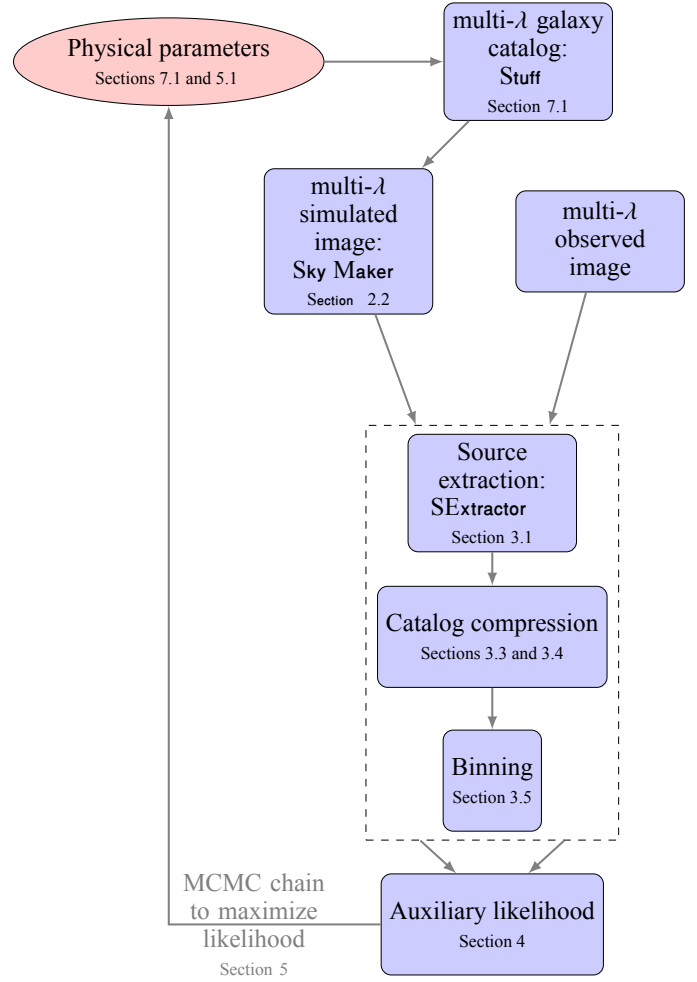 Physical parameters
Sections 7.1 and 5.1
multi-λ galaxy
catalog:
Stuff
Section 7.1
multi-λ
simulated
image:
Sky Maker
Section 2.2
multi-λ
observed
image
Source
extraction:
SExtractor
Section 3.1
Catalog compression
Sections 3.3 and 3.4
Binning
Section 3.5
MCMC chain
to maximize
likelihood
Section 5
Auxiliary likelihood
Section 4